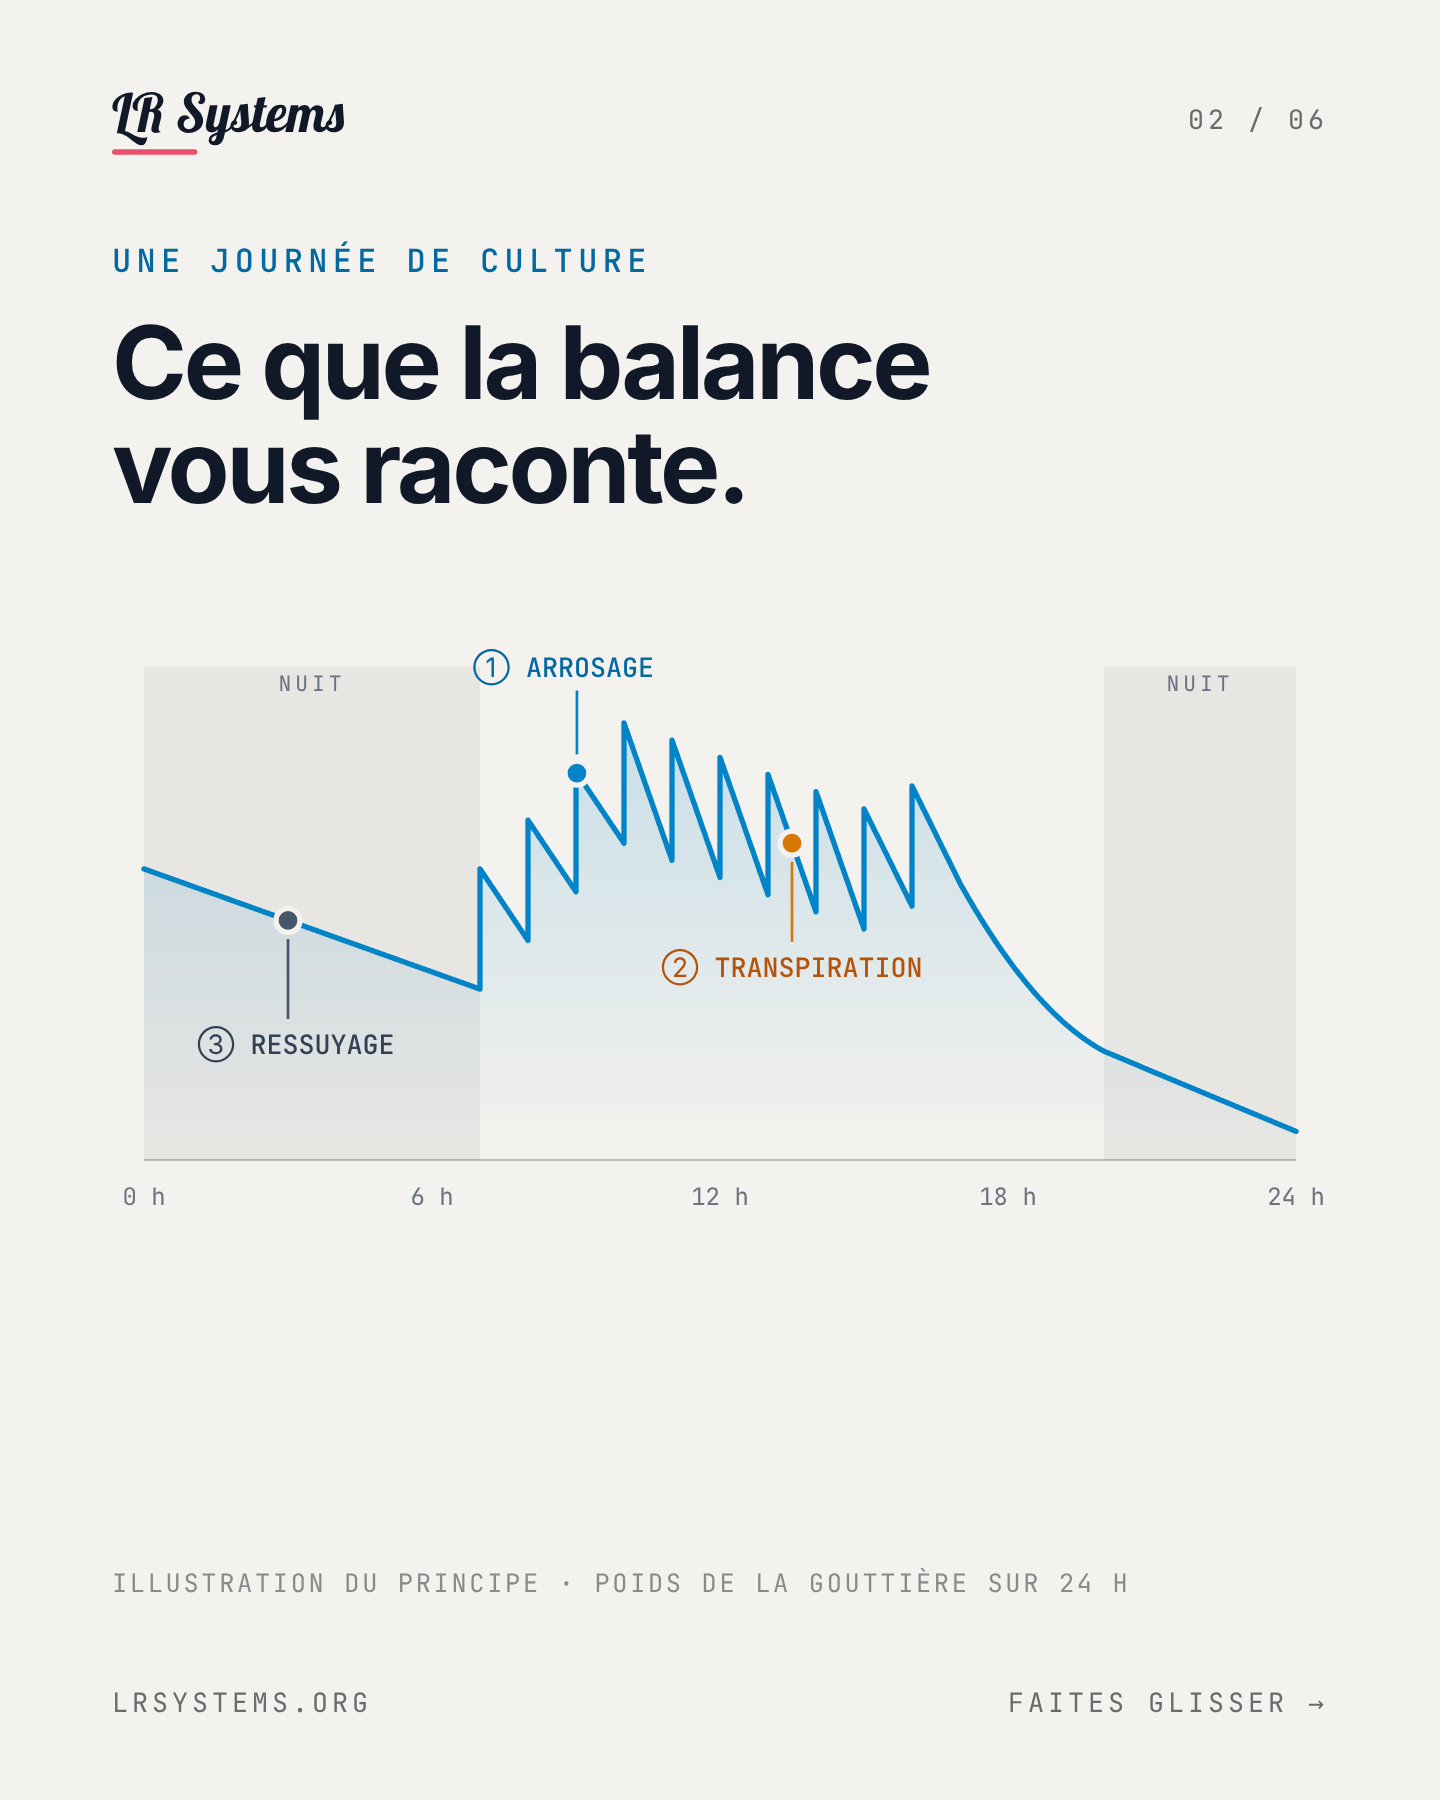 LR Systems
02 / 06
UNE JOURNÉE DE CULTURE
Ce que la balance
vous raconte.
① ARROSAGE
NUIT
NUIT
② TRANSPIRATION
③ RESSUYAGE
0 h
6 h
12 h
18 h
24 h
ILLUSTRATION DU PRINCIPE · POIDS DE LA GOUTTIÈRE SUR 24 H
LRSYSTEMS.ORG
FAITES GLISSER →